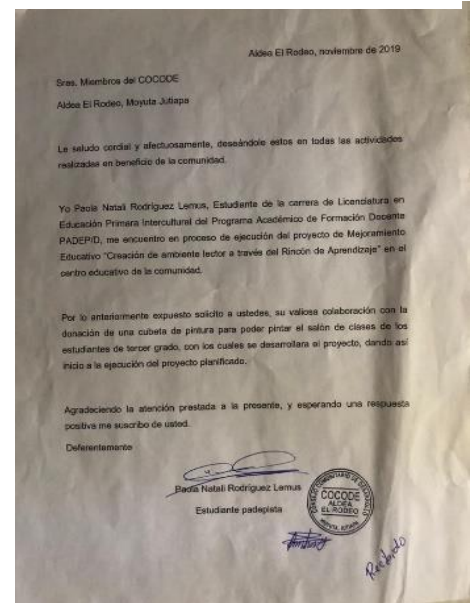 Aldea El Rodeo, noviembre de 2019
Sres. Miembros del COCODE
Aldea El Rodeo, Moyuta Jutiapa
Le saludo cordial y afectuosamente, deseándole éxitos en todas las actividades
realizadas en beneficio de la comunidad.
Yo Paola Natali Rodríguez Lemus, Estudiante de la carrera de Licenciatura en
Educación Primaria Intercultural del Programa Académico de Formación Docente
PADEP/D, me encuentro en proceso de ejecución del proyecto de Mejoramiento
Educativo "Creación de ambiente lector a través del Rincón de Aprendizaje" en el
centro educativo de la comunidad.
Por lo anteriormente expuesto solicito a ustedes, su valiosa colaboración con la
donación de una cubeta de pintura para poder pintar el salón de clases de los
estudiantes de tercer grado, con los cuales se desarrollara el proyecto, dando así
inicio a la ejecución del proyecto planificado.
Agradeciendo la atención prestada a la presente, y esperando una respuesta
positiva me suscribo de usted.
Deferentemente
Paola Natali Rodríguez Lemus
Estudiante padepista
COCODE
ALDEA
EL RODEO
Recibido